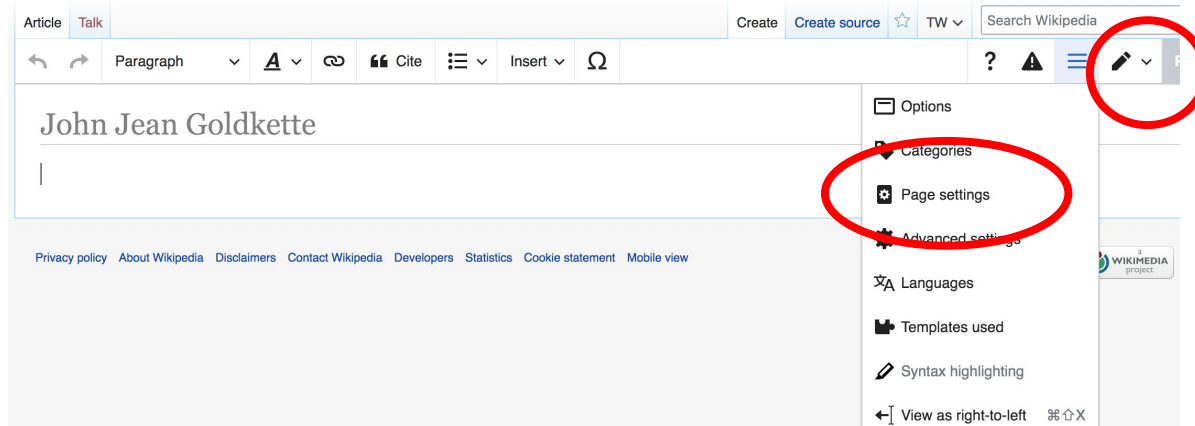 Article Talk Create Create source TW Search Wikipedia
Paragraph A Cite Insert Ω ?
Options
John Jean Goldkette
Categories
Page settings
Advanced settings
Privacy policy About Wikipedia Disclaimers Contact Wikipedia Developers Statistics Cookie statement Mobile view
a
WIKIMEDIA
project
Languages
Templates used
Syntax highlighting
View as right-to-left ⌘⇧X